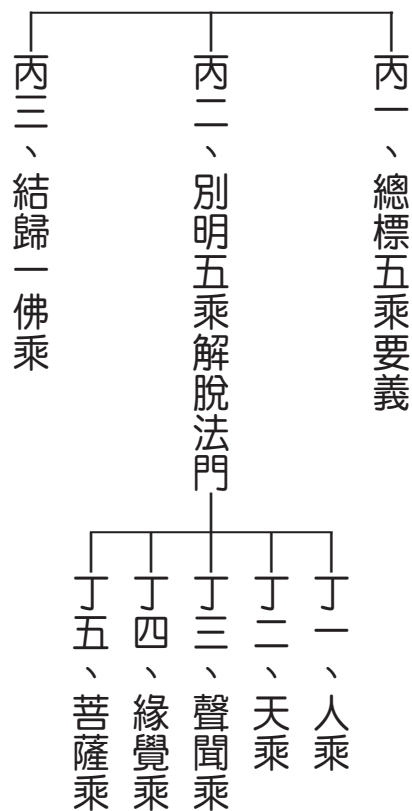 丙一、總標五乘要義
丙二、別明五乘解脫法門
丁一、人乘
丁二、天乘
丁三、聲聞乘
丁四、緣覺乘
丁五、菩薩乘
丙三、結歸一佛乘